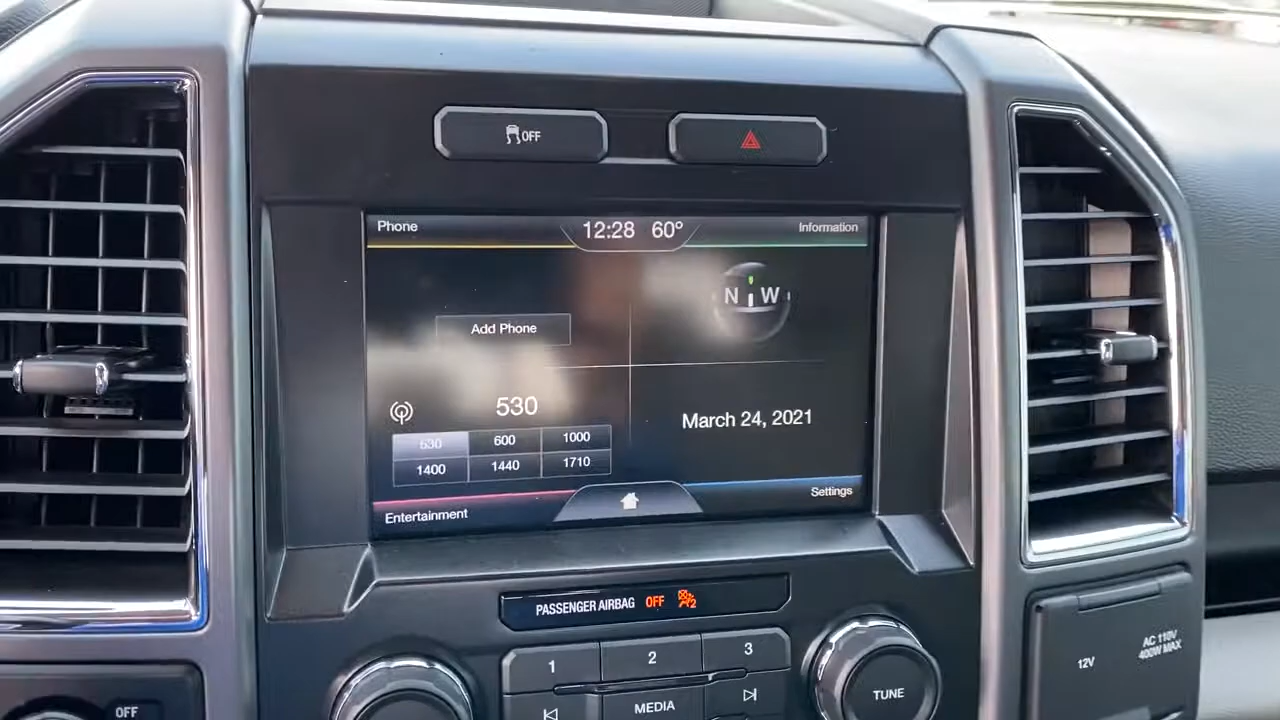 OFF
Phone
12:28 60°
Information
N W
Add Phone
530
530 600 1000
1400 1440 1710
March 24, 2021
Entertainment
Settings
PASSENGER AIRBAG OFF 2
1 2 3
MEDIA
TUNE
OFF
12V
AC 110V
400W MAX